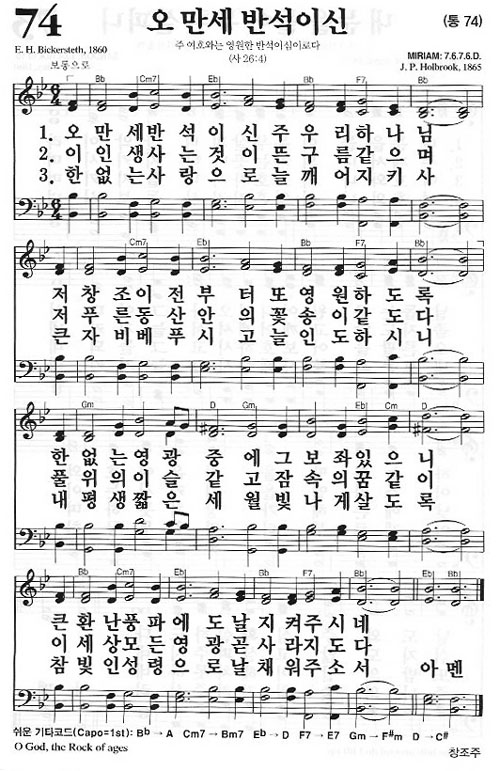 74
오 만세 반석이신
(통 74)
주 여호와는 영원한 반석이심이로다
(사 26:4)
E. H. Bickersteth, 1860
보통으로
MIRIAM: 7.6.7.6.D.
J. P. Holbrook, 1865
Bb Cm7 Eb Bb F7 Bb
1. 오 만 세 반 석 이 신 주 우 리 하 나 님
2. 이 인 생 사 는 것 이 뜬 구 름 같 으 며
3. 한 없 는 사 랑 으 로 늘 깨 어 지 키 사
Cm7 Eb Bb F7 Bb
저 창 조 이 전 부 터 또 영 원 하 도 록
저 푸 른 동 산 안 의 꽃 송 이 같 도 다
큰 자 비 베 푸 시 고 늘 인 도 하 시 니
Gm D Gm Eb Cm D
한 없 는 영 광 중 에 그 보 좌 있 으 니
풀 위 의 이 슬 같 고 잠 속 의 꿈 같 이
내 평 생 짧 은 세 월 빛 나 게 살 도 록
Bb Cm7 Eb Bb F7 Bb Eb Bb
큰 환 난 풍 파 에 도 날 지 켜 주 시 네
이 세 상 모 든 영 광 곧 사 라 지 도 다
참 빛 인 성 령 으 로 날 채 워 주 소 서 아 멘
쉬운 기타코드(Capo=1st): Bb → A Cm7 → Bm7 Eb → D F7 → E7 Gm → F#m D → C#
O God, the Rock of ages
창조주